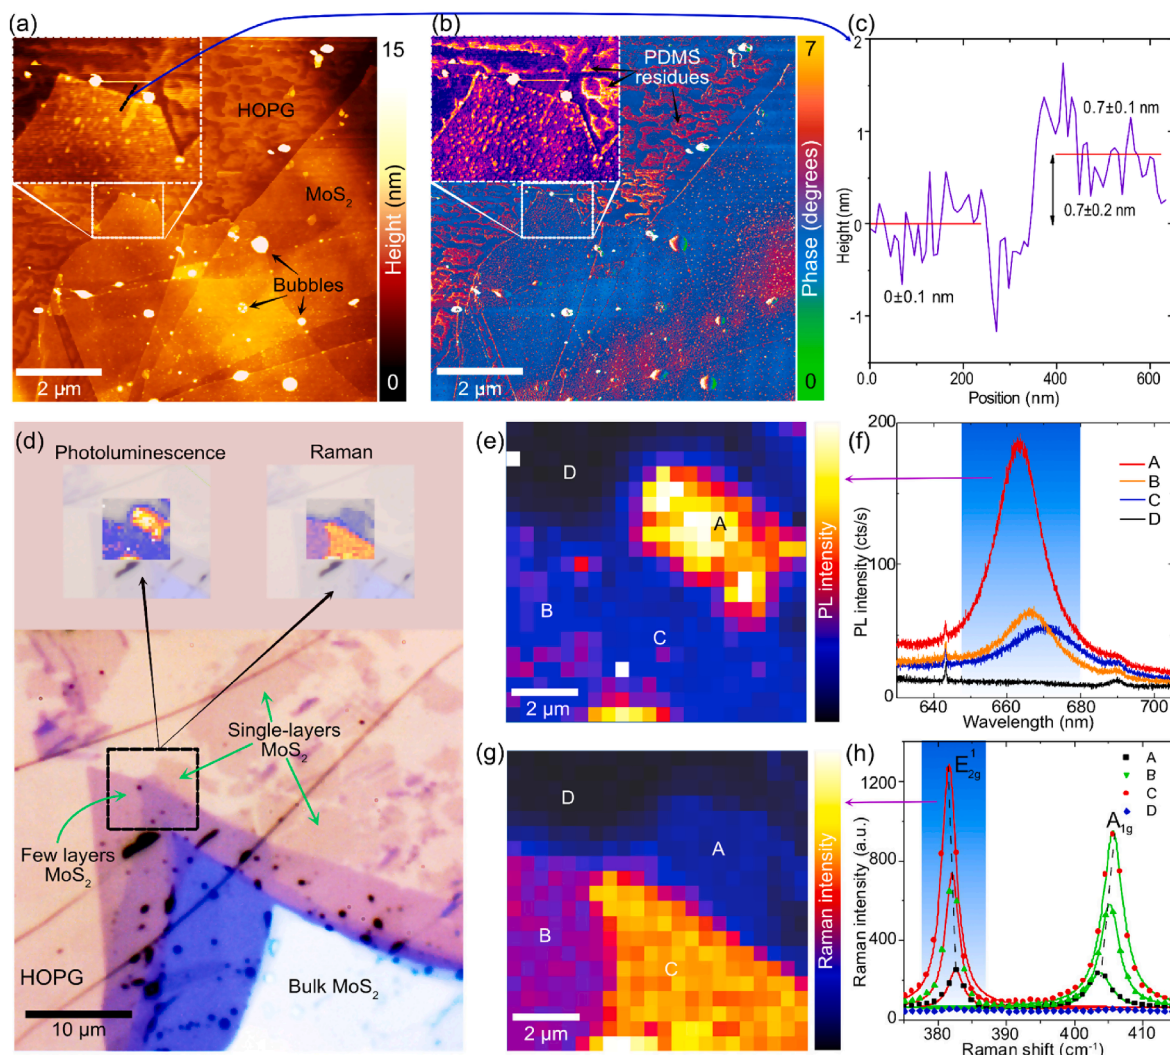 (a)
15
HOPG
MoS2
Bubbles
2 μm
Height (nm)
0
(b)
7
PDMS
residues
2 μm
Phase (degrees)
0
(c)
2
1
0
-1
Height (nm)
0.7±0.1 nm
0.7±0.2 nm
0±0.1 nm
0.0
200
400
600
Position (nm)
(d)
Photoluminescence
Raman
Single-layers
MoS2
Few layers
MoS2
HOPG
Bulk MoS2
10 μm
(e)
D
A
B
C
2 μm
PL intensity
(f)
200
100
0
PL intensity (cts/s)
A
B
C
D
640
660
680
700
Wavelength (nm)
(g)
D
A
B
C
2 μm
Raman intensity
(h)
1200
900
600
300
0
Raman intensity (a.u.)
E¹2g
A1g
A
B
C
D
380
390
400
410
Raman shift (cm⁻¹)